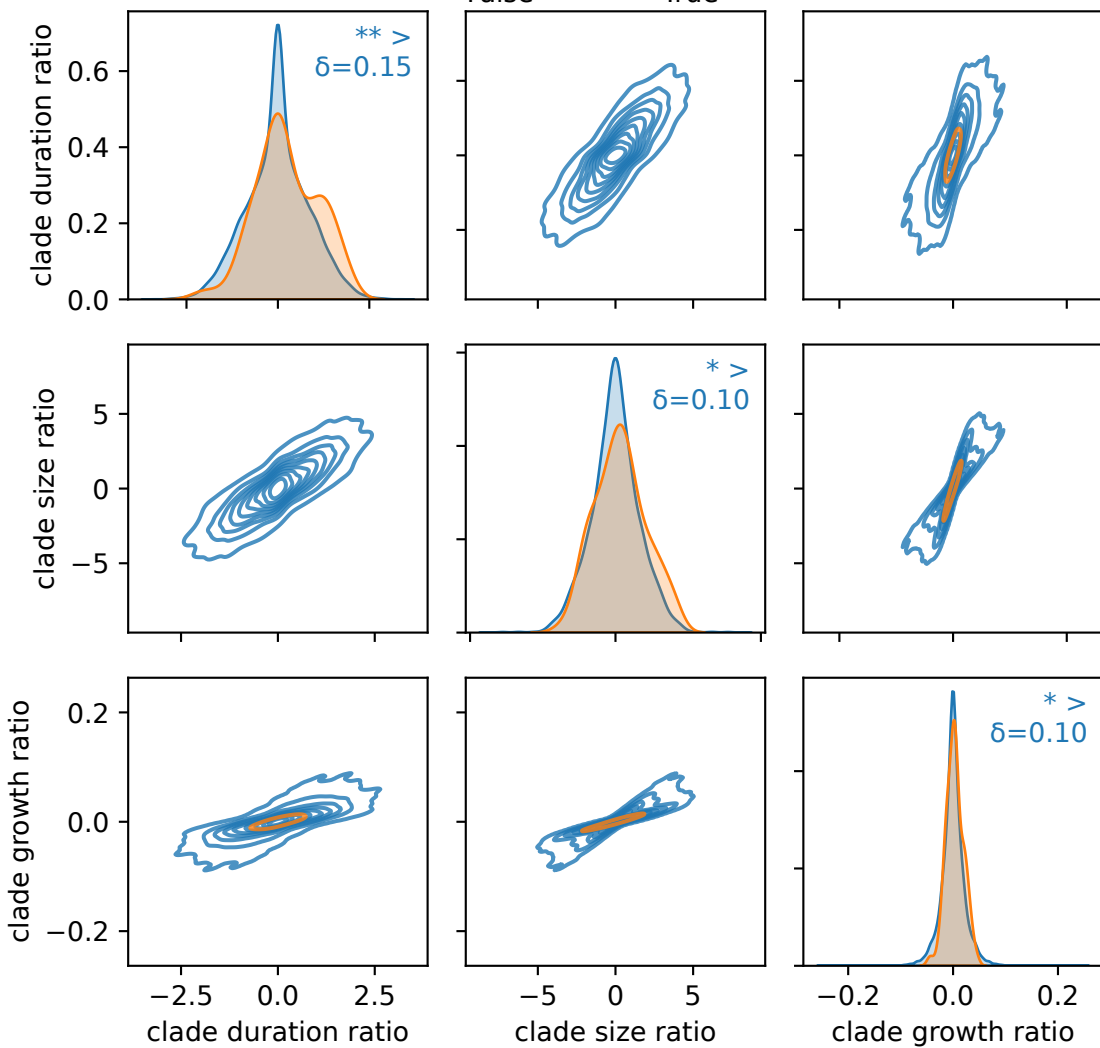 clade duration ratio
0.6
0.4
0.2
0.0
** >
δ=0.15
clade size ratio
5
0
−5
* >
δ=0.10
clade growth ratio
0.2
0.0
−0.2
* >
δ=0.10
−2.5 0.0 2.5
−5 0 5
−0.2 0.0 0.2
clade duration ratio
clade size ratio
clade growth ratio